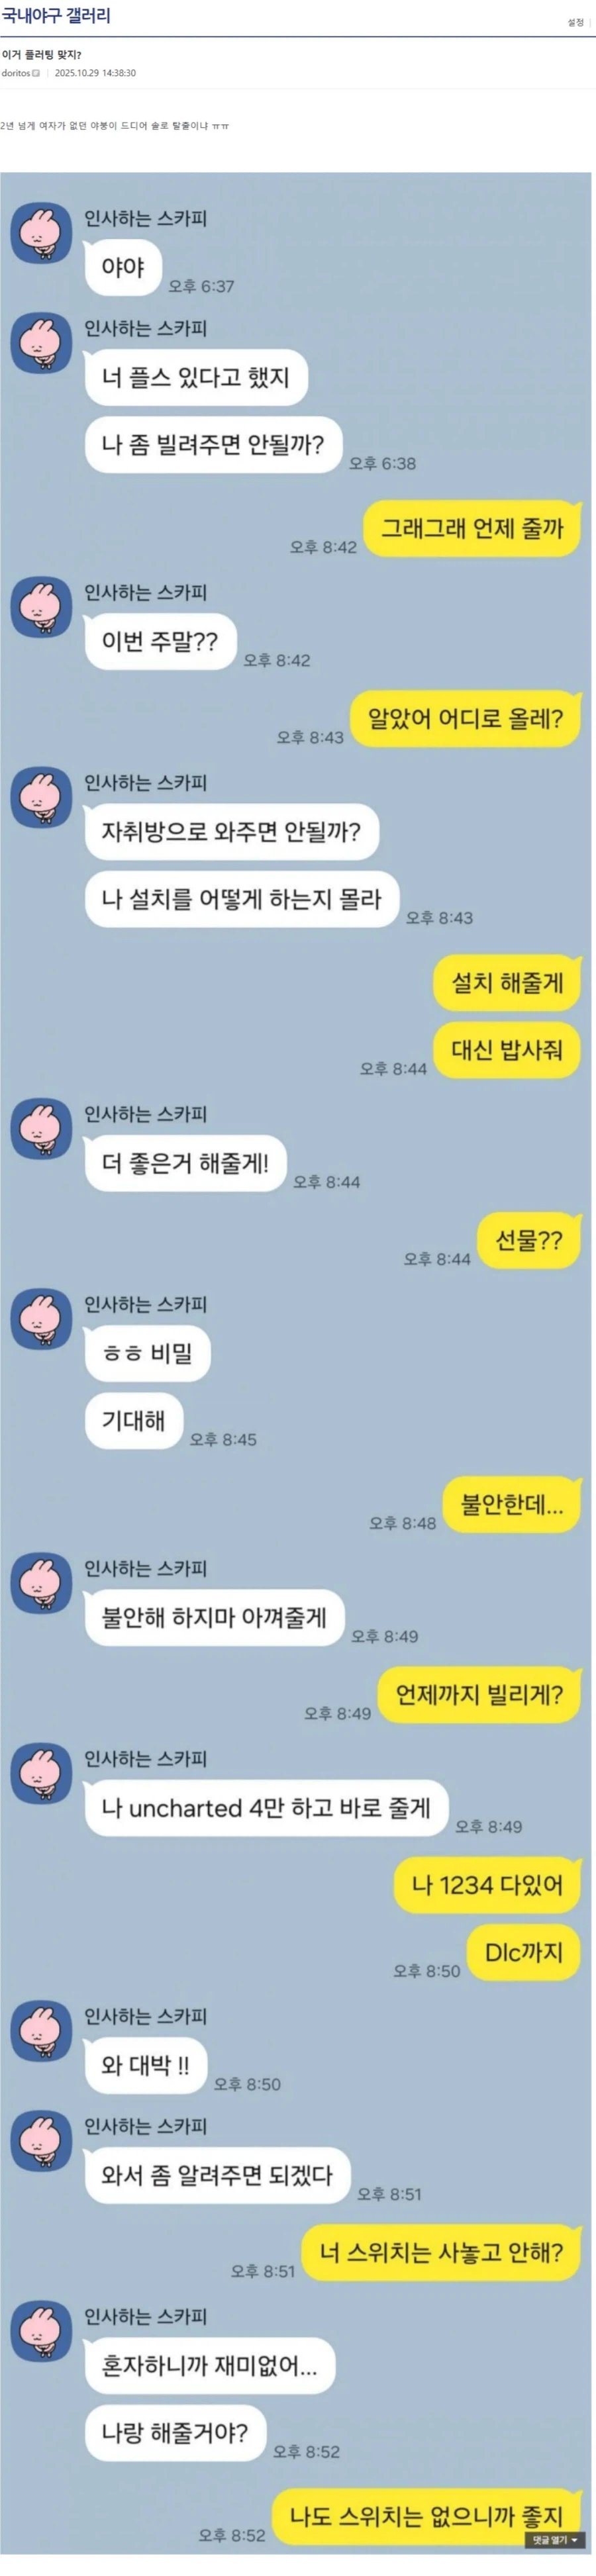 국내야구 갤러리
설정
이거 플러팅 맞지?
doritos 2025.10.29 14:38:30
2년 넘게 여자가 없던 야붕이 드디어 솔로 탈출이냐 ㅠㅠ
인사하는 스카피
야야
오후 6:37
인사하는 스카피
너 플스 있다고 했지
나 좀 빌려주면 안될까?
오후 6:38
그래그래 언제 줄까
오후 8:42
인사하는 스카피
이번 주말??
오후 8:42
알았어 어디로 올레?
오후 8:43
인사하는 스카피
자취방으로 와주면 안될까?
나 설치를 어떻게 하는지 몰라
오후 8:43
설치 해줄게
대신 밥사줘
오후 8:44
인사하는 스카피
더 좋은거 해줄게!
오후 8:44
선물??
오후 8:44
인사하는 스카피
ㅎㅎ 비밀
기대해
오후 8:45
불안한데...
오후 8:48
인사하는 스카피
불안해 하지마 아껴줄게
오후 8:49
언제까지 빌리게?
오후 8:49
인사하는 스카피
나 uncharted 4만 하고 바로 줄게
오후 8:49
나 1234 다있어
Dlc까지
오후 8:50
인사하는 스카피
와 대박 !!
오후 8:50
인사하는 스카피
와서 좀 알려주면 되겠다
오후 8:51
너 스위치는 사놓고 안해?
오후 8:51
인사하는 스카피
혼자하니까 재미없어...
나랑 해줄거야?
오후 8:52
나도 스위치는 없으니까 좋지
오후 8:52
댓글 열기